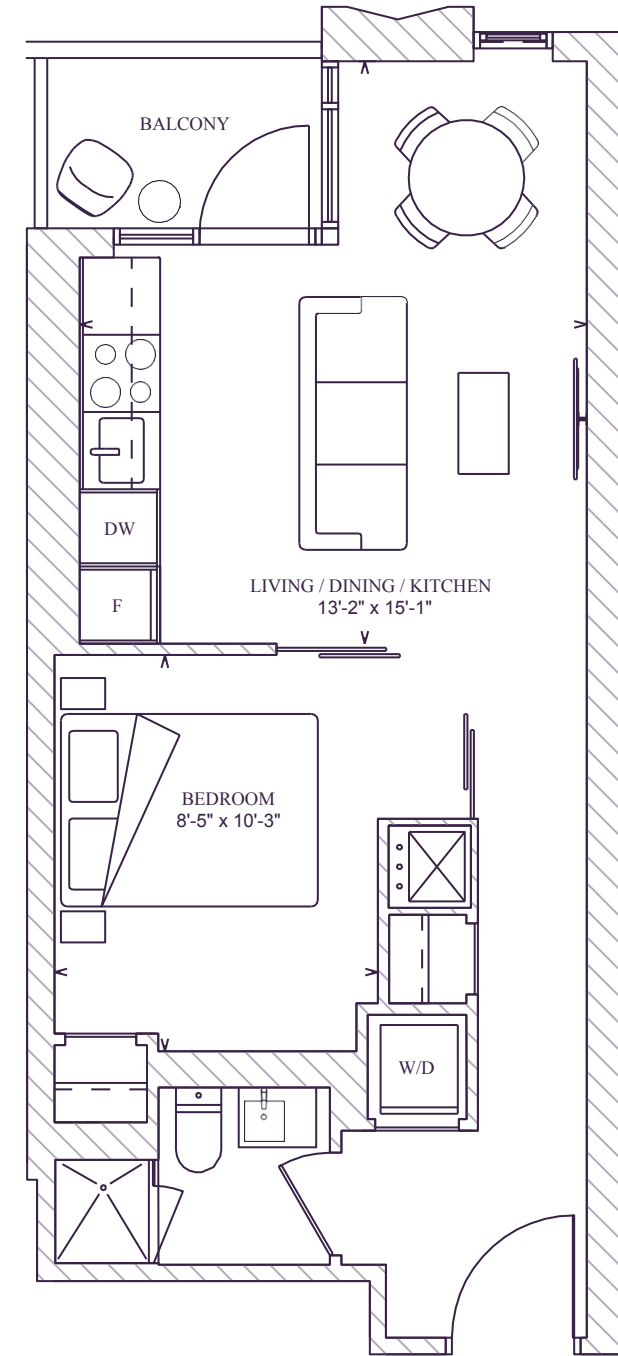 BALCONY
DW
F
LIVING / DINING / KITCHEN
13'-2" x 15'-1"
BEDROOM
8'-5" x 10'-3"
W/D